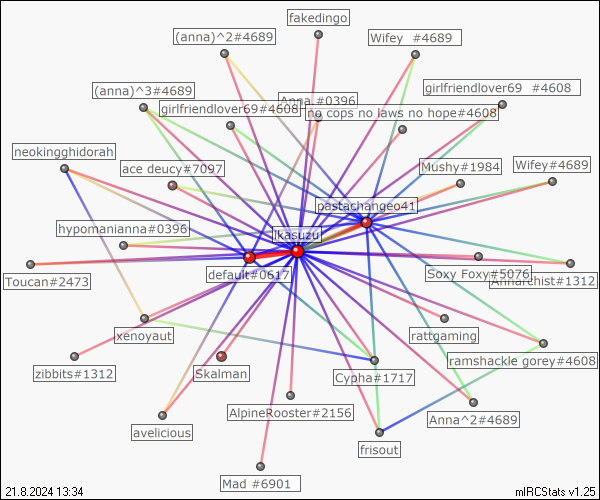 fakedingo
(anna)^2#4689
Wifey  #4689
(anna)^3#4689
girlfriendlover69  #4608
Anna #0396
girlfriendlover69#4608
no cops no laws no hope#4608
neokingghidorah
ace deucy#7097
Mushy#1984
Wifey#4689
pastachangeo41
hypomanianna#0396
ikasuzu
Toucan#2473
default#0617
Soxy Foxy#5076
Annarchist#1312
xenoyaut
rattgaming
zibbits#1312
Skalman
Cypha#1717
ramshackle gorey#4608
avelicious
AlpineRooster#2156
Anna^2#4689
frisout
Mad #6901
21.8.2024 13:34
mIRCStats v1.25